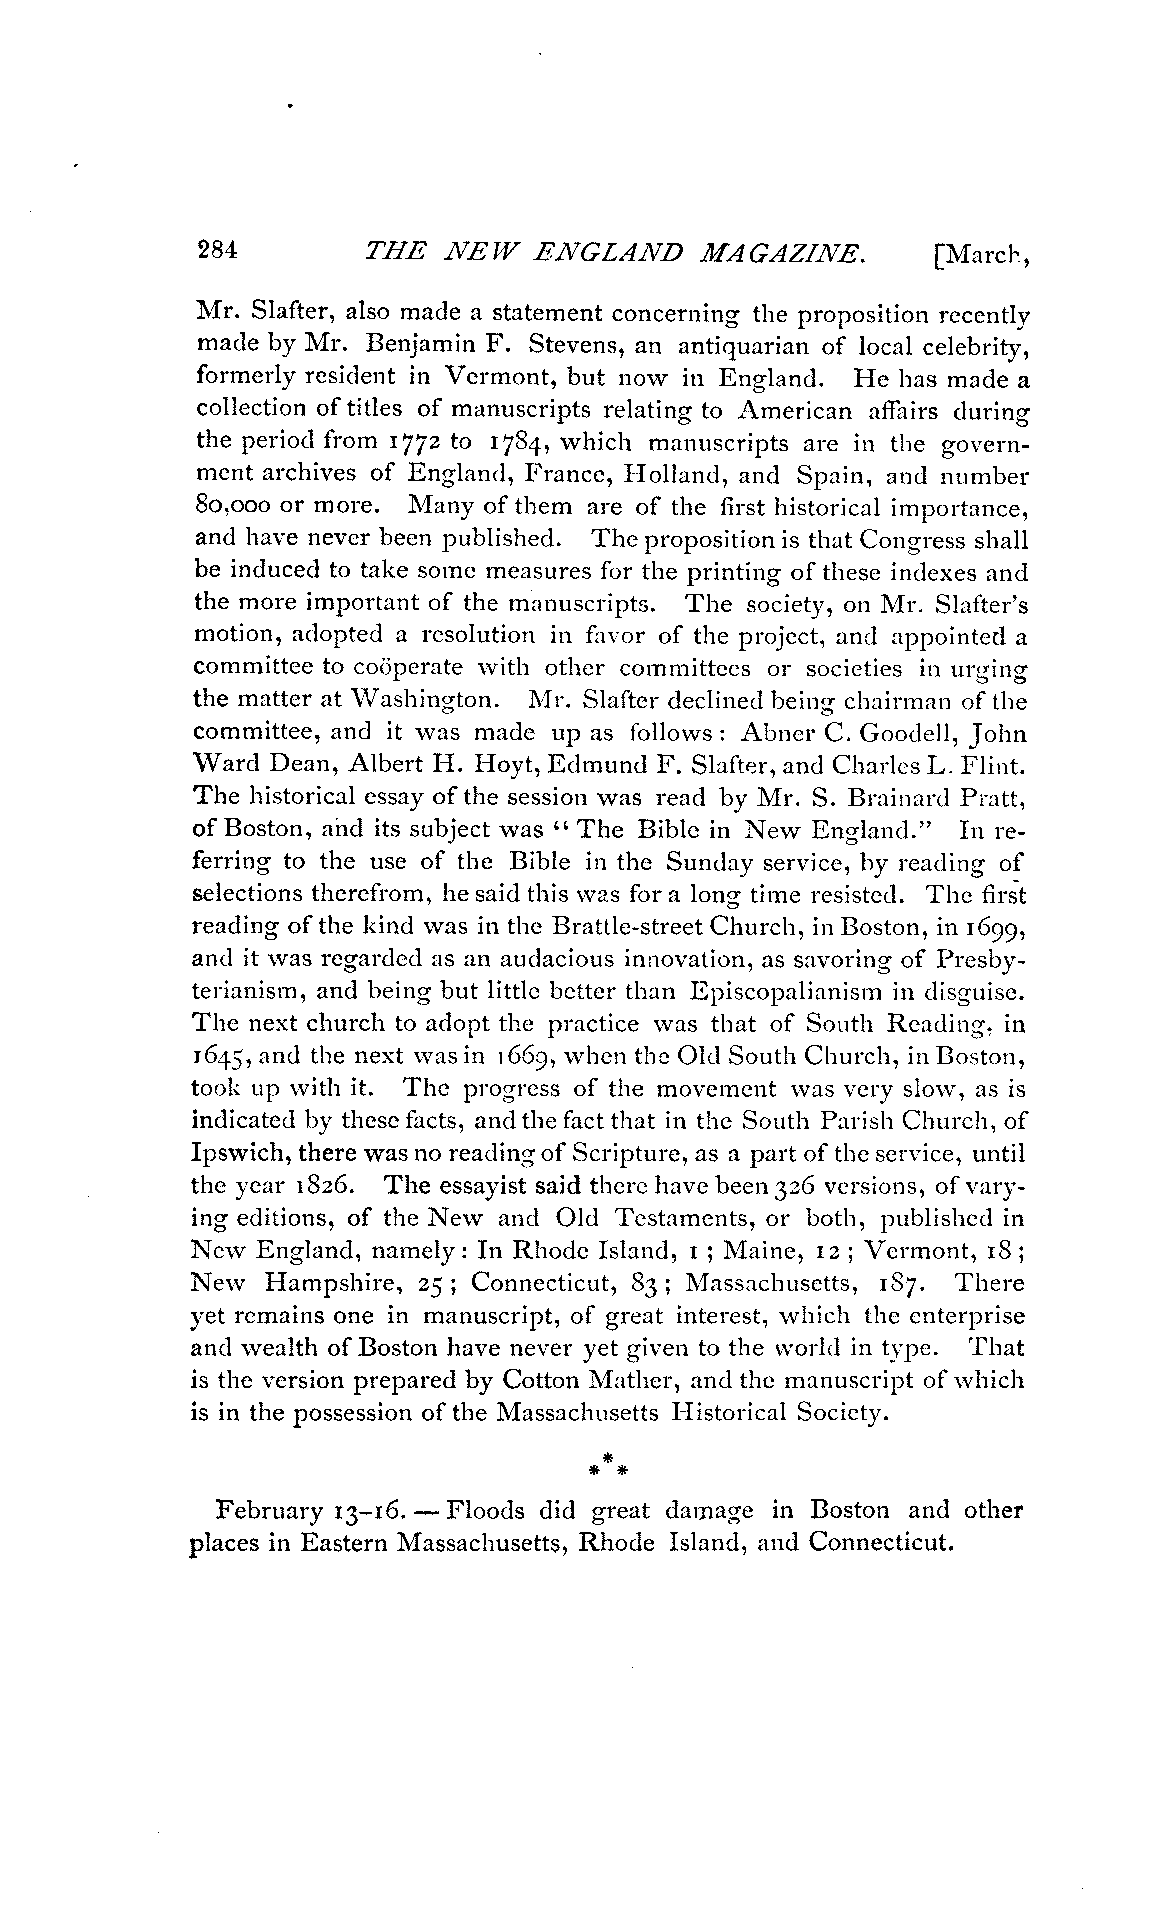 284 THE NEW ENGLAND MAGAZINE. [March,
Mr. Slafter, also made a statement concerning the proposition recently
made by Mr. Benjamin F. Stevens, an antiquarian of local celebrity,
formerly resident in Vermont, but now in England. He has made a
collection of titles of manuscripts relating to American affairs during
the period from 1772 to 1784, which manuscripts are in the govern-
ment archives of England, France, Holland, and Spain, and number
80,000 or more. Many of them are of the first historical importance,
and have never been published. The proposition is that Congress shall
be induced to take some measures for the printing of these indexes and
the more important of the manuscripts. The society, on Mr. Slafter's
motion, adopted a resolution in favor of the project, and appointed a
committee to coöperate with other committees or societies in urging
the matter at Washington. Mr. Slafter declined being chairman of the
committee, and it was made up as follows: Abner C. Goodell, John
Ward Dean, Albert H. Hoyt, Edmund F. Slafter, and Charles L. Flint.
The historical essay of the session was read by Mr. S. Brainard Pratt,
of Boston, and its subject was “The Bible in New England.” In re-
ferring to the use of the Bible in the Sunday service, by reading of
selections therefrom, he said this was for a long time resisted. The first
reading of the kind was in the Brattle-street Church, in Boston, in 1699,
and it was regarded as an audacious innovation, as savoring of Presby-
terianism, and being but little better than Episcopalianism in disguise.
The next church to adopt the practice was that of South Reading, in
1645, and the next was in 1669, when the Old South Church, in Boston,
took up with it. The progress of the movement was very slow, as is
indicated by these facts, and the fact that in the South Parish Church, of
Ipswich, there was no reading of Scripture, as a part of the service, until
the year 1826. The essayist said there have been 326 versions, of vary-
ing editions, of the New and Old Testaments, or both, published in
New England, namely: In Rhode Island, 1; Maine, 12; Vermont, 18;
New Hampshire, 25; Connecticut, 83; Massachusetts, 187. There
yet remains one in manuscript, of great interest, which the enterprise
and wealth of Boston have never yet given to the world in type. That
is the version prepared by Cotton Mather, and the manuscript of which
is in the possession of the Massachusetts Historical Society.
***
February 13–16. — Floods did great damage in Boston and other
places in Eastern Massachusetts, Rhode Island, and Connecticut.